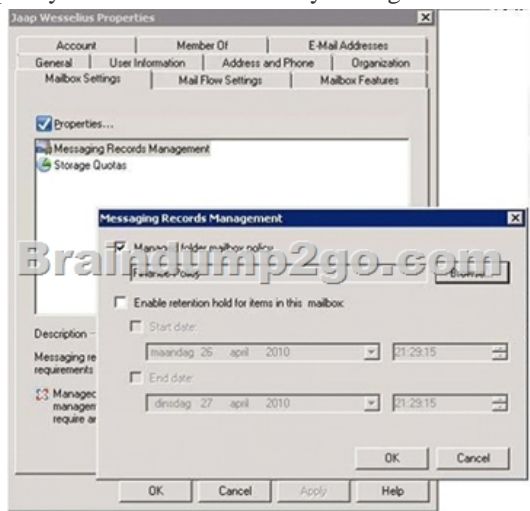 Jaap Wesselius Properties
Account Member Of E-Mail Addresses
General User Information Address and Phone Organization
Mailbox Settings Mail Flow Settings Mailbox Features
Properties...
Messaging Records Management
Storage Quotas
Messaging Records Management
Managed folder mailbox policy
Finance Policy Browse...
Braindump2go.com
Enable retention hold for items in this mailbox:
Start date:
maandag 26 april 2010 21:29:15
End date:
dinsdag 27 april 2010 21:29:15
OK Cancel
Description
Messaging re
requirements
Managed
managem
require an
OK Cancel Apply Help